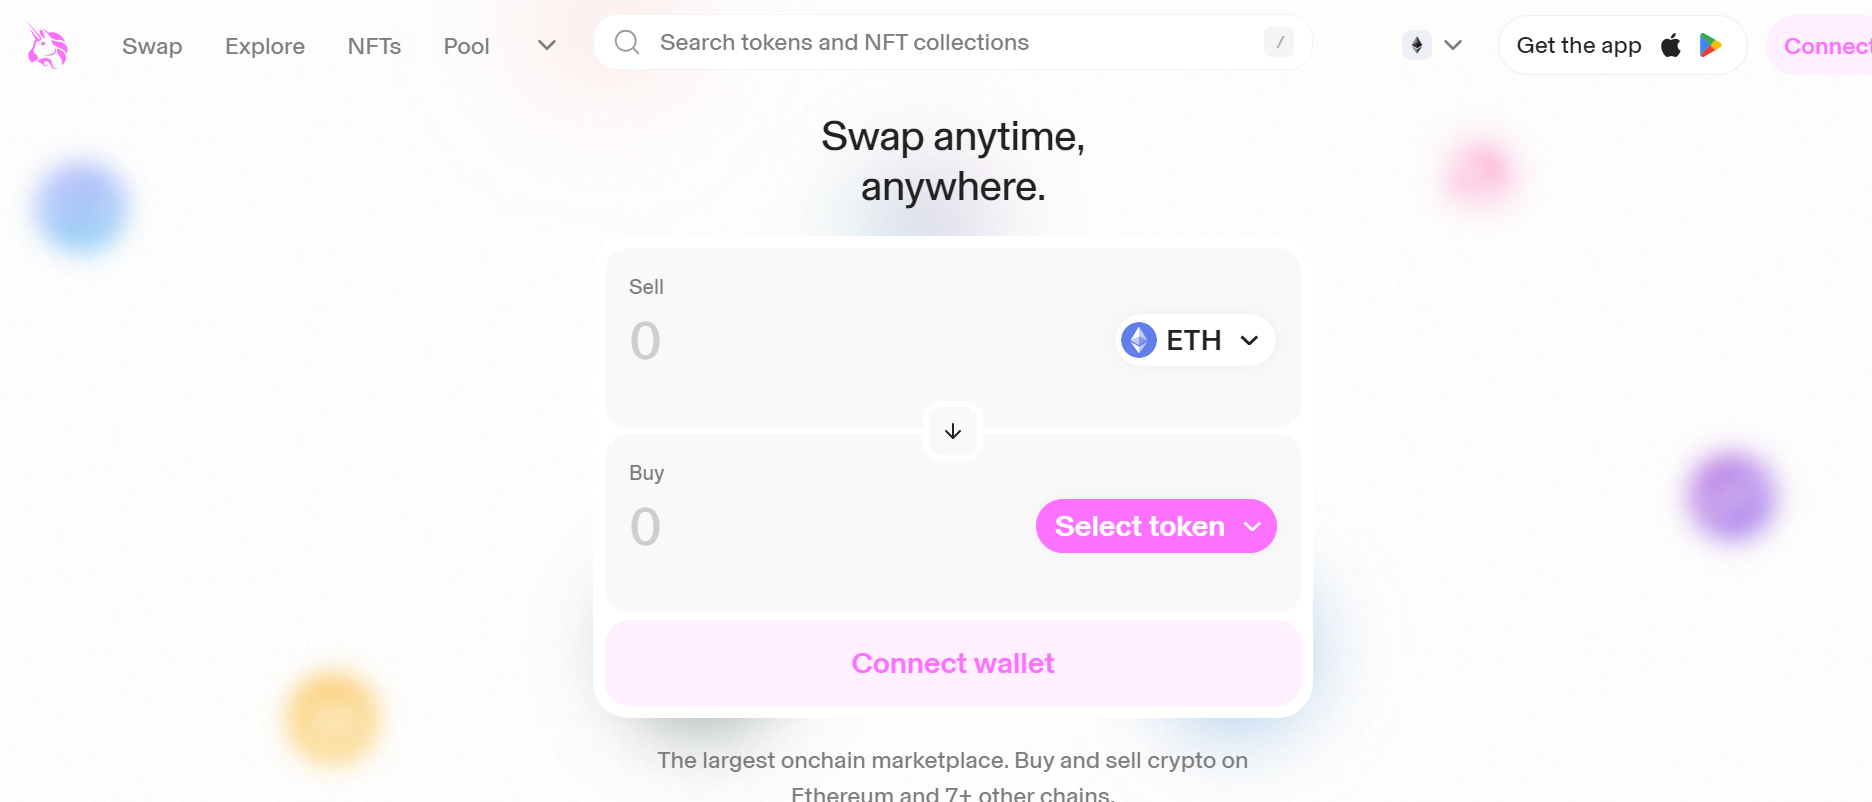 Swap Explore NFTs Pool Search tokens and NFT collections / Get the app Connect
Swap anytime,
anywhere.
Sell
0 ETH
Buy
0 Select token
Connect wallet
The largest onchain marketplace. Buy and sell crypto on
Ethereum and 7+ other chains.